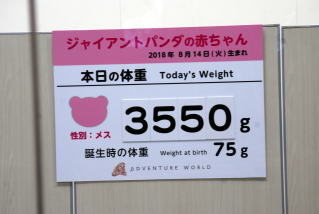 ジャイアントパンダの赤ちゃん
2018年 8月14日(火)生まれ
本日の体重 Today's Weight
性別：メス
3550g
誕生時の体重 Weight at birth 75g
ADVENTURE WORLD